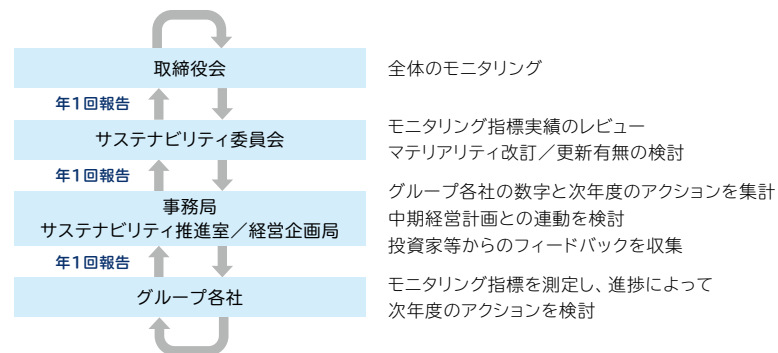 取締役会
全体のモニタリング
年1回報告
サステナビリティ委員会
モニタリング指標実績のレビュー
マテリアリティ改訂／更新有無の検討
年1回報告
事務局
サステナビリティ推進室／経営企画局
グループ各社の数字と次年度のアクションを集計
中期経営計画との連動を検討
投資家等からのフィードバックを収集
年1回報告
グループ各社
モニタリング指標を測定し、進捗によって
次年度のアクションを検討